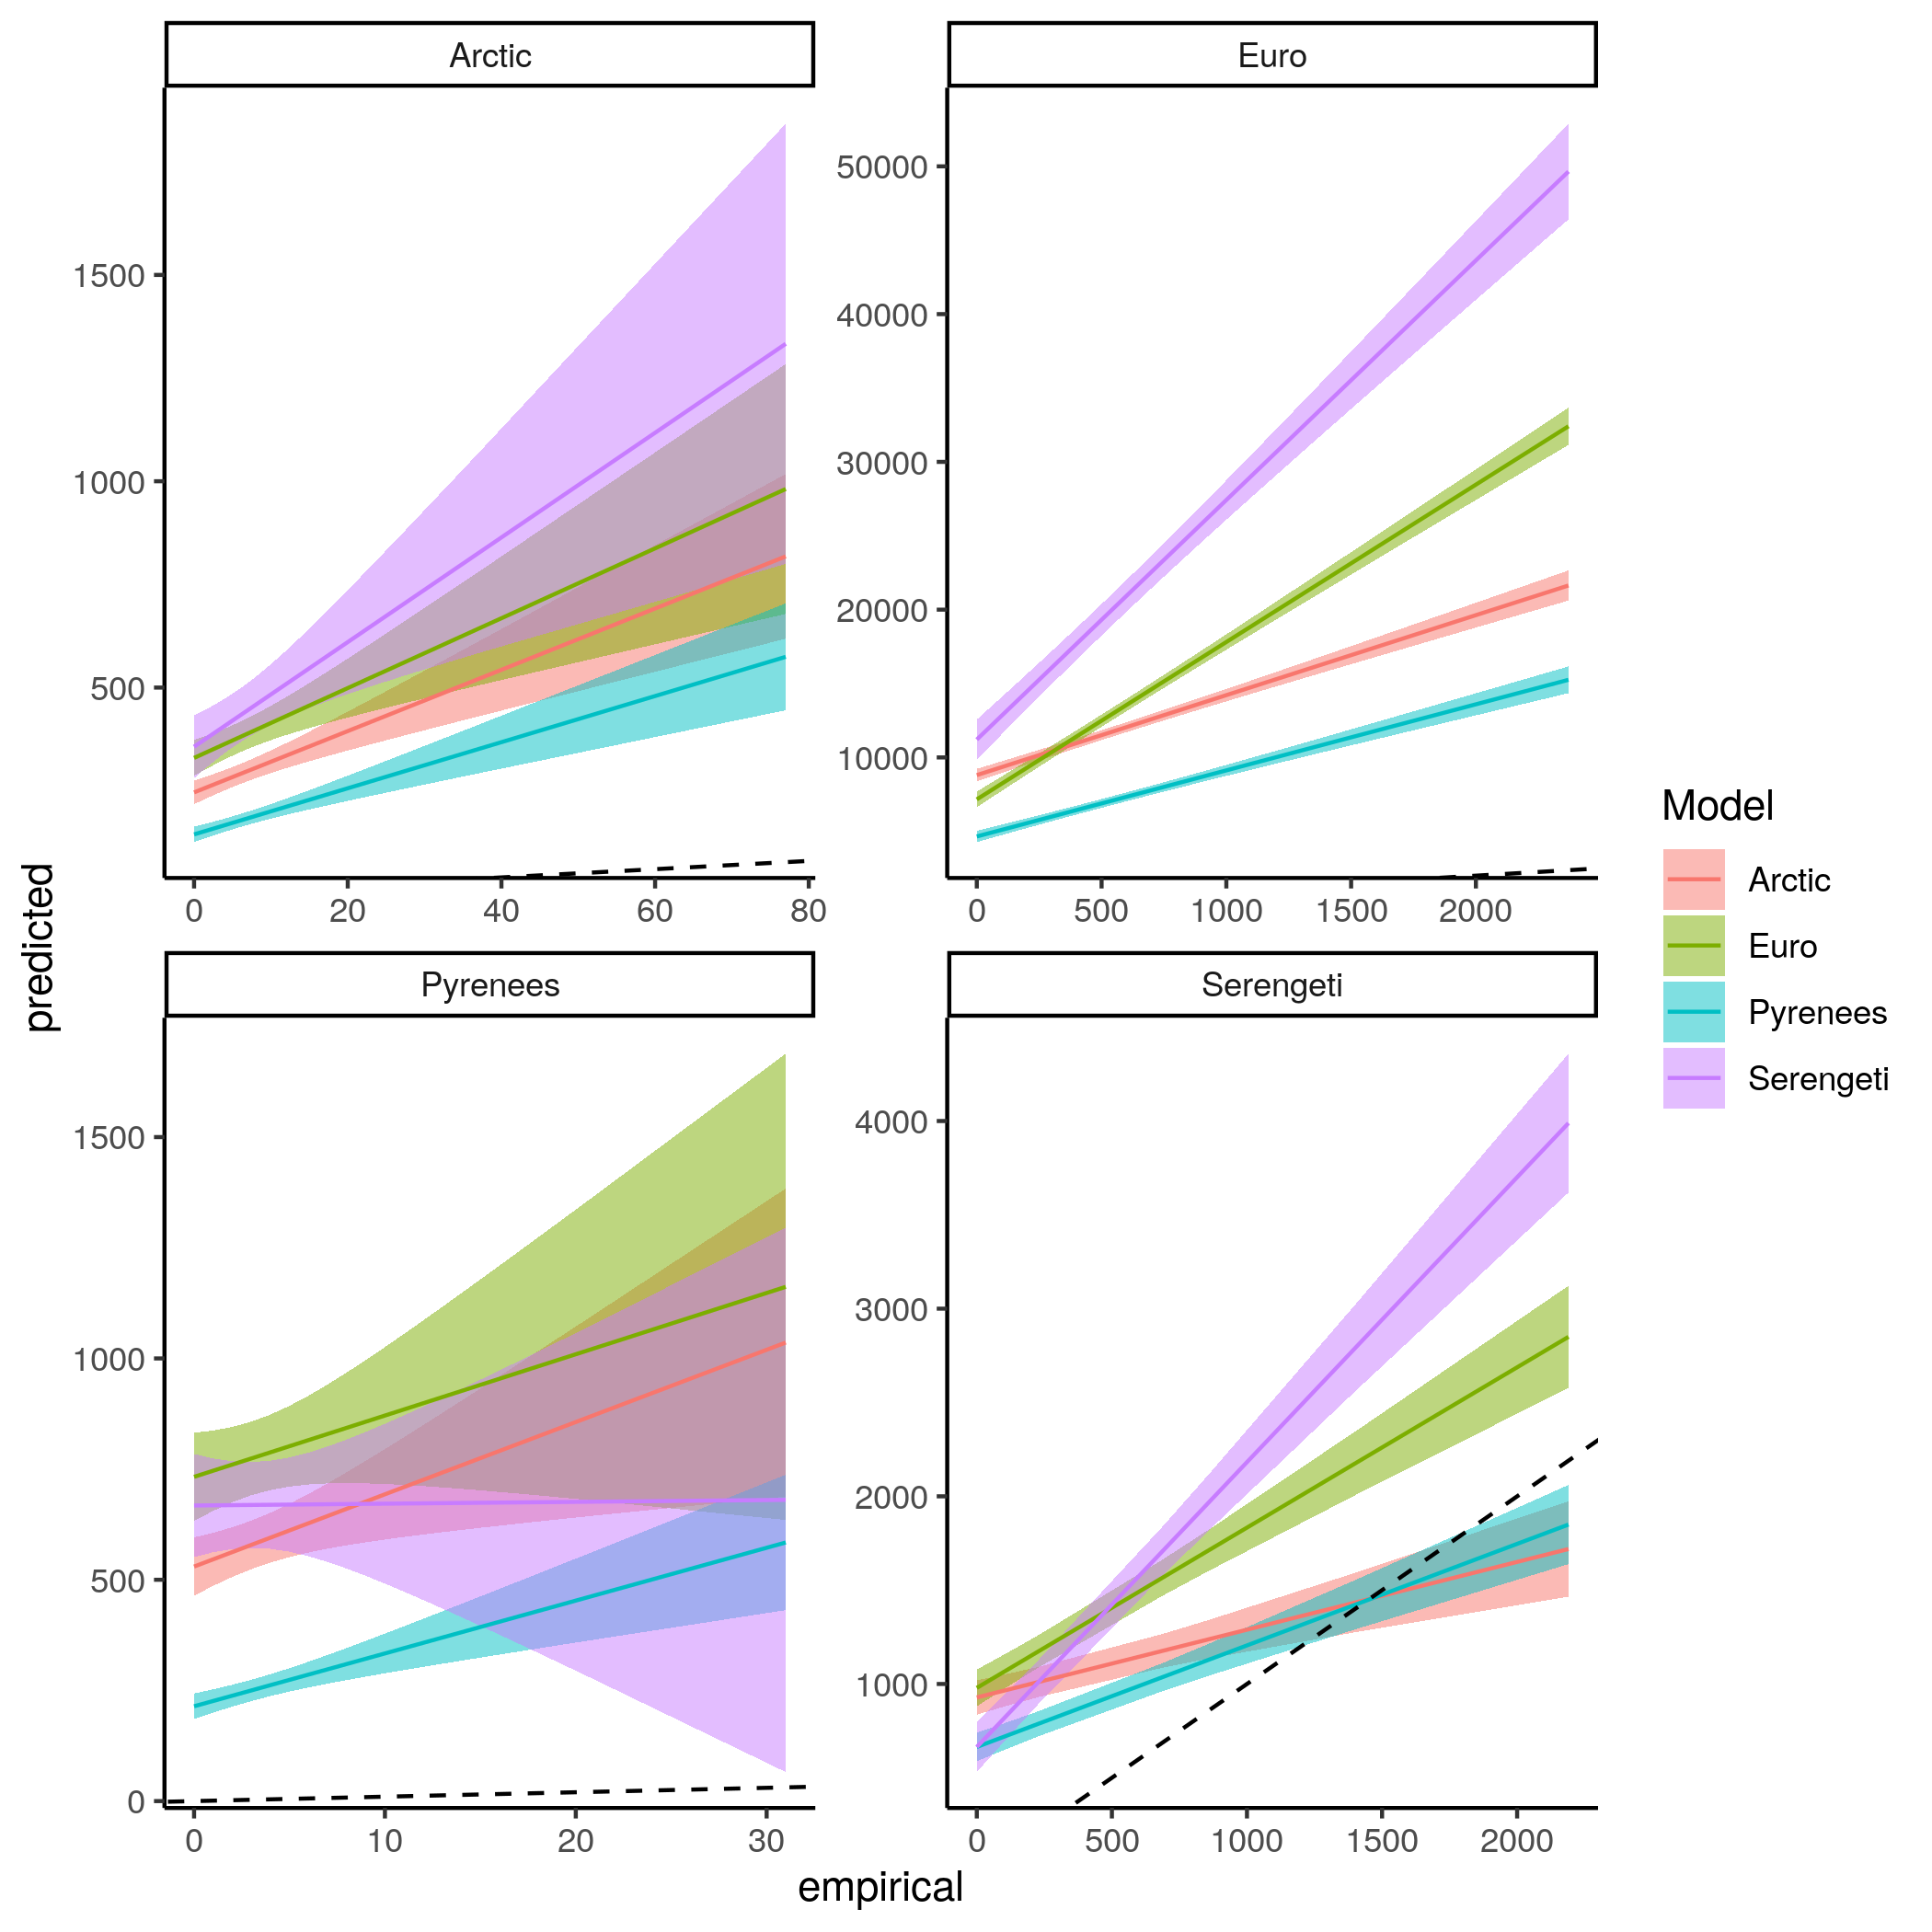 Arctic
Euro
1500
1000
500
50000
40000
30000
20000
10000
0 20 40 60 80
0 500 1000 1500 2000
predicted
Pyrenees
Serengeti
1500
1000
500
0
4000
3000
2000
1000
0 10 20 30
0 500 1000 1500 2000
empirical
Model
Arctic
Euro
Pyrenees
Serengeti